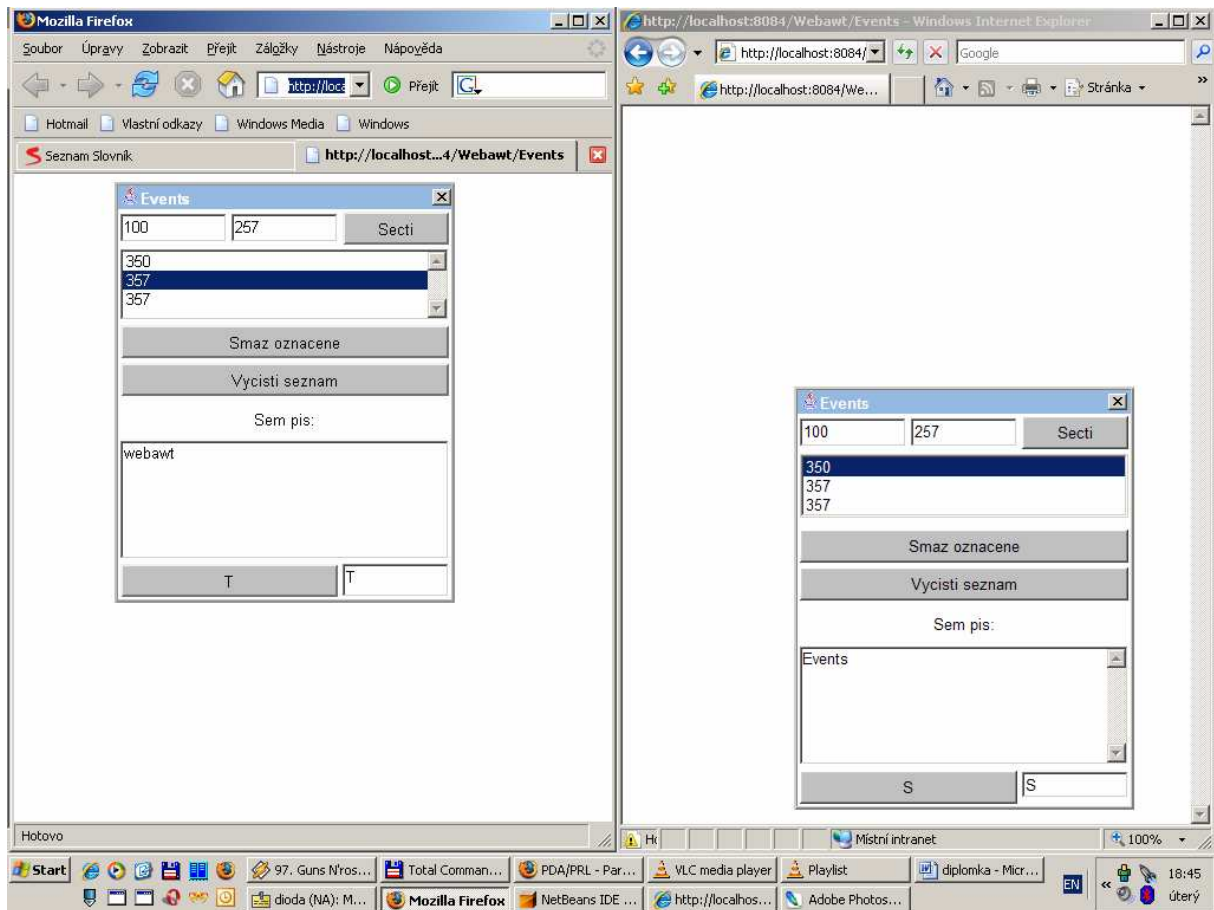 Mozilla Firefox
Soubor Úpravy Zobrazit Přejít Záložky Nástroje Nápověda
http://loca Přejít G
Hotmail Vlastní odkazy Windows Media Windows
Seznam Slovník http://localhost...4/Webawt/Events
Events
100 257 Secti
350
357
357
Smaz oznacene
Vycisti seznam
Sem pis:
webawt
T T
Hotovo
http://localhost:8084/Webawt/Events - Windows Internet Explorer
http://localhost:8084/ Google
http://localhost:8084/We... Stránka
Events
100 257 Secti
350
357
357
Smaz oznacene
Vycisti seznam
Sem pis:
Events
S S
Místní intranet 100%
Start 97. Guns N'ros... Total Comman... PDA/PRL - Par... VLC media player Playlist diplomka - Micr... EN 18:45
dioda (NA): M... Mozilla Firefox NetBeans IDE ... http://localhos... Adobe Photos... úterý